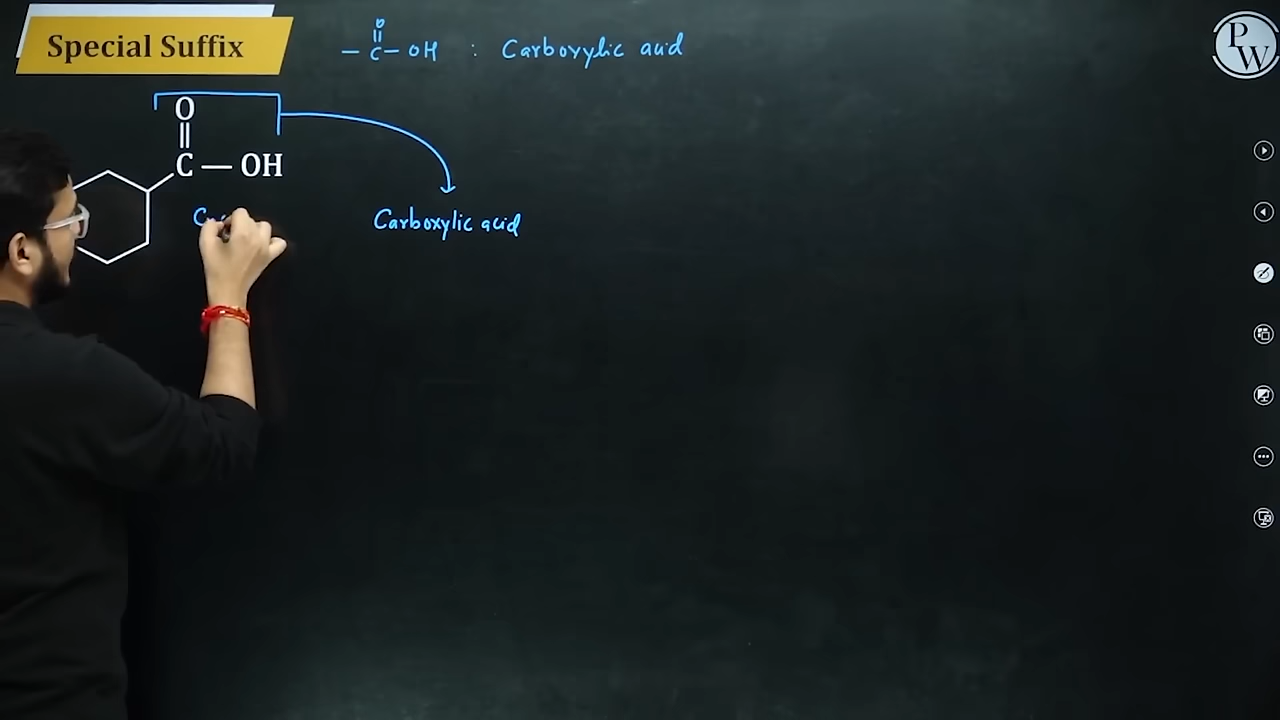 Special Suffix
O
– C – OH : Carboxylic acid
PW
O
C — OH
Carboxylic acid